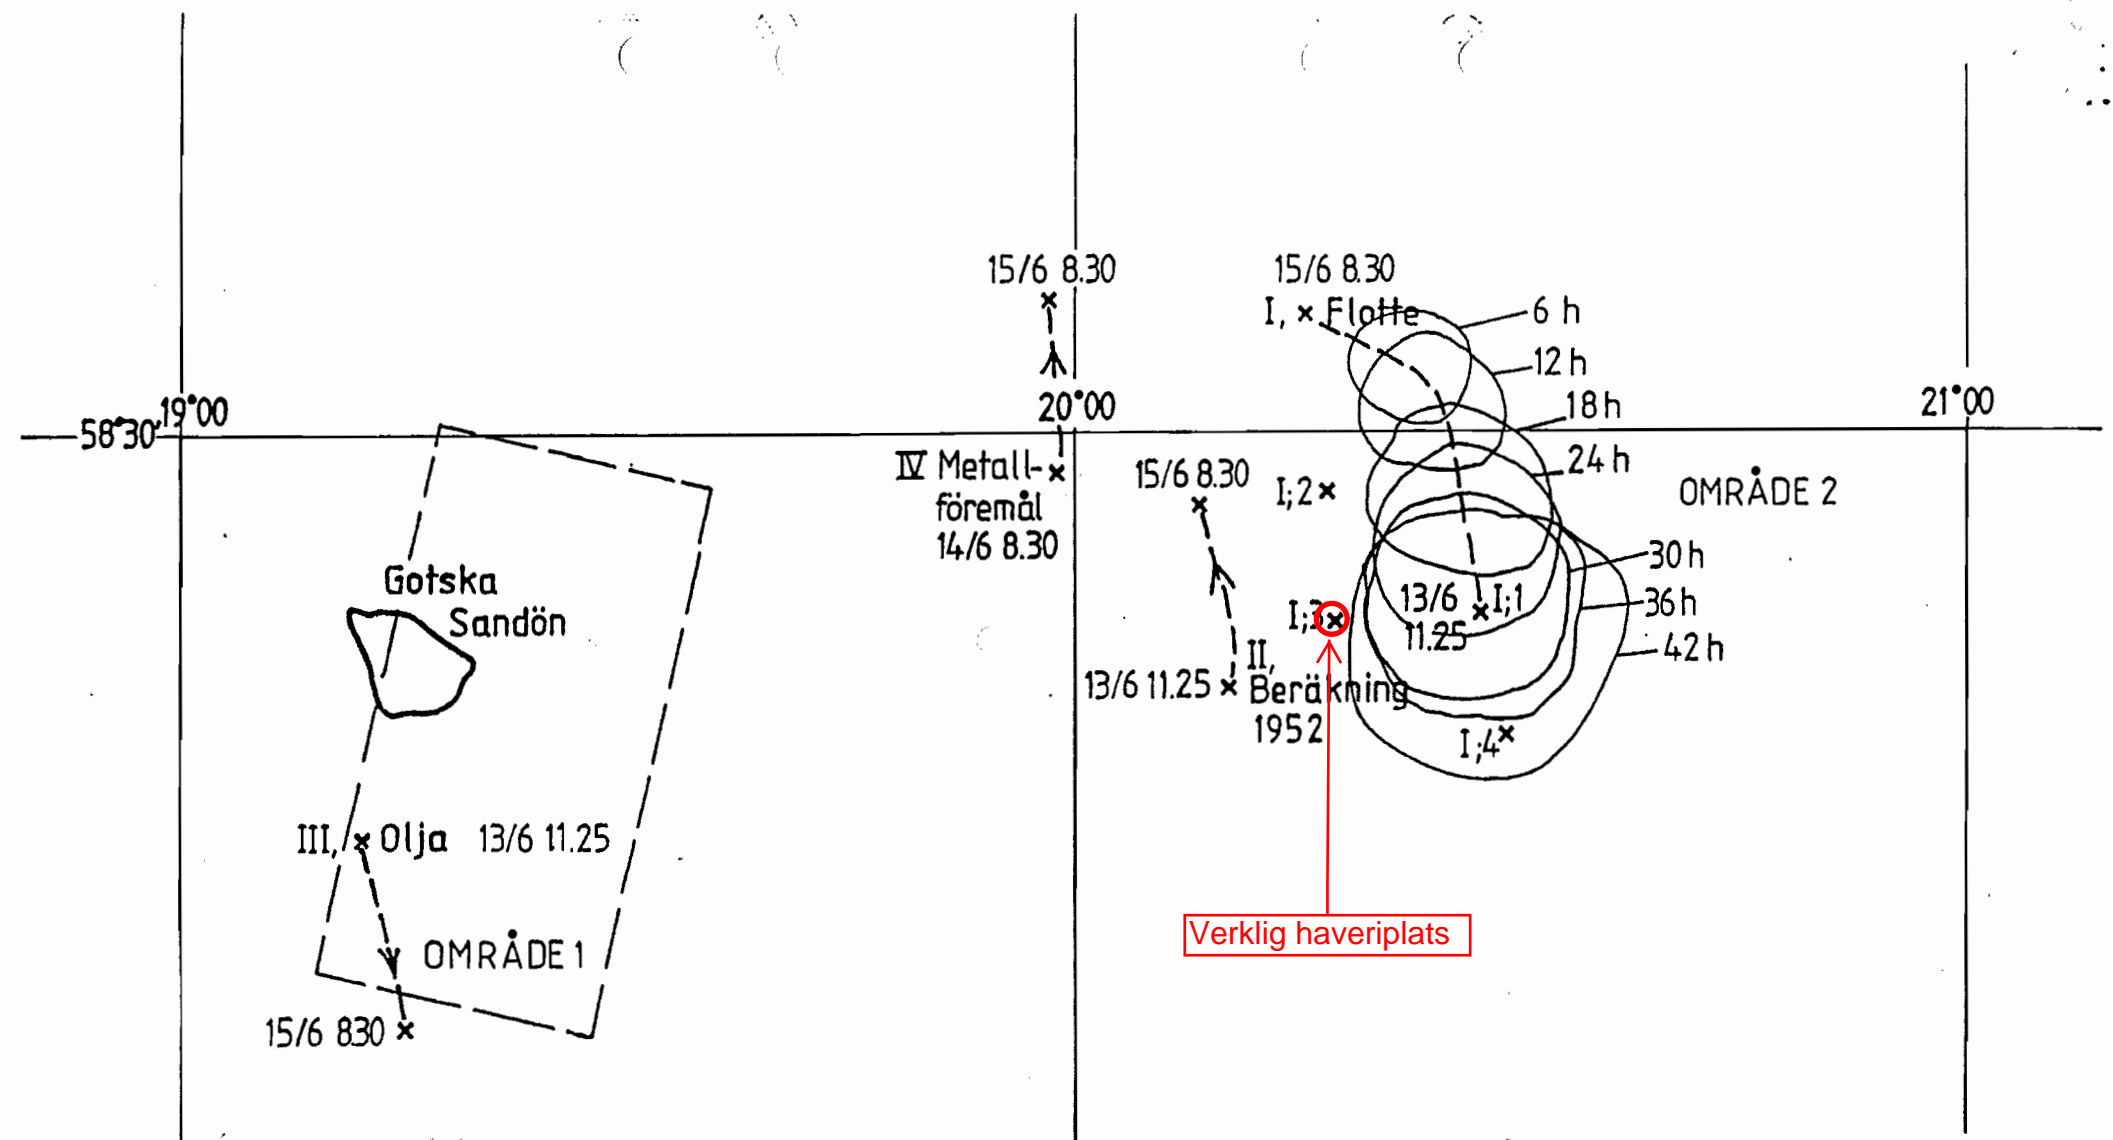 15/6 8.30
15/6 8.30
I, × Flotte
6 h
12 h
18 h
24 h
30 h
36 h
42 h
58°30
19°00
20°00
21°00
IV Metall-
föremål
14/6 8.30
15/6 8.30
I;2
OMRÅDE 2
Gotska
Sandön
I;3
13/6
11.25
I;1
13/6 11.25
II,
Beräkning
1952
I;4
III,
Olja 13/6 11.25
Verklig haveriplats
OMRÅDE 1
15/6 830